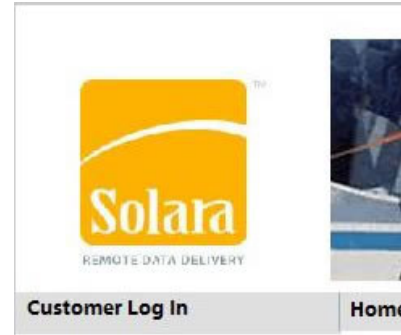 TM
Solara
REMOTE DATA DELIVERY
Customer Log In
Home